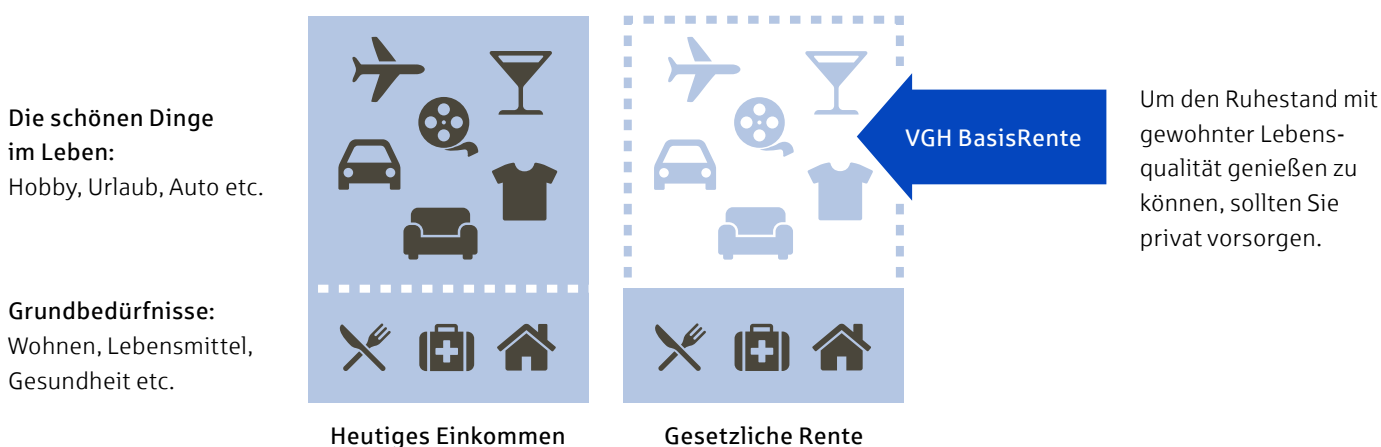 Die schönen Dinge
im Leben:
Hobby, Urlaub, Auto etc.
Grundbedürfnisse:
Wohnen, Lebensmittel,
Gesundheit etc.
Heutiges Einkommen
Gesetzliche Rente
VGH BasisRente
Um den Ruhestand mit
gewohnter Lebens-
qualität genießen zu
können, sollten Sie
privat vorsorgen.